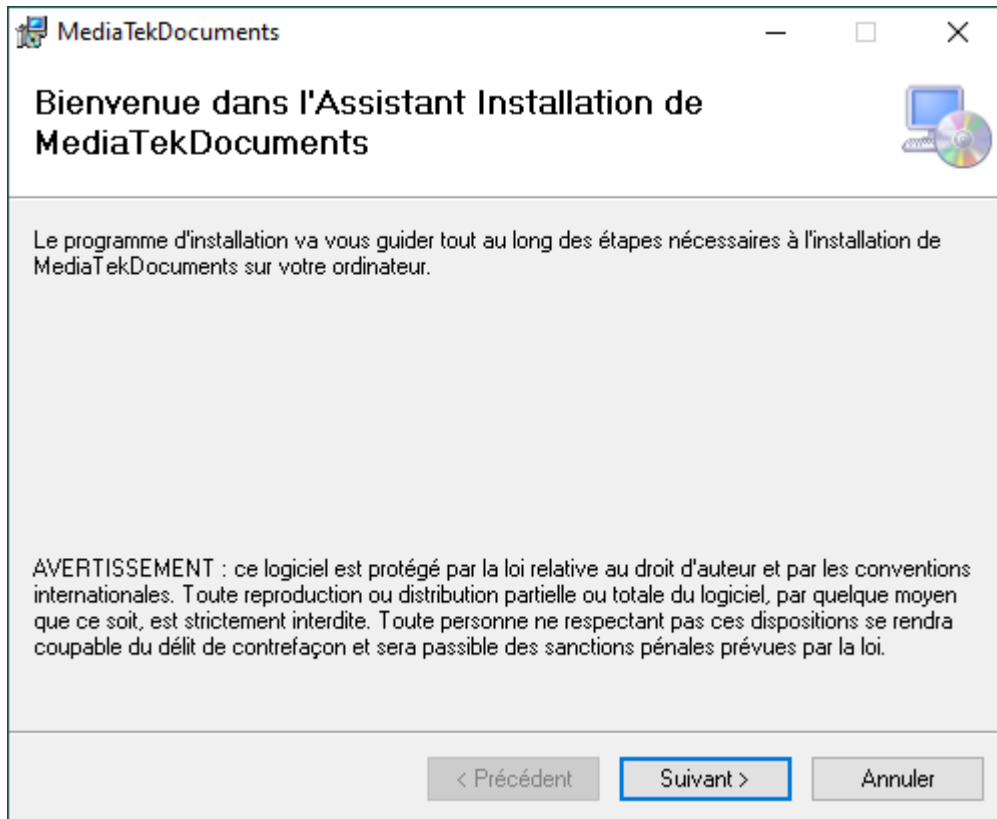 MediaTekDocuments
Bienvenue dans l'Assistant Installation de
MediaTekDocuments
Le programme d'installation va vous guider tout au long des étapes nécessaires à l'installation de
MediaTekDocuments sur votre ordinateur.
AVERTISSEMENT : ce logiciel est protégé par la loi relative au droit d'auteur et par les conventions
internationales. Toute reproduction ou distribution partielle ou totale du logiciel, par quelque moyen
que ce soit, est strictement interdite. Toute personne ne respectant pas ces dispositions se rendra
coupable du délit de contrefaçon et sera passible des sanctions pénales prévues par la loi.
< Précédent Suivant > Annuler